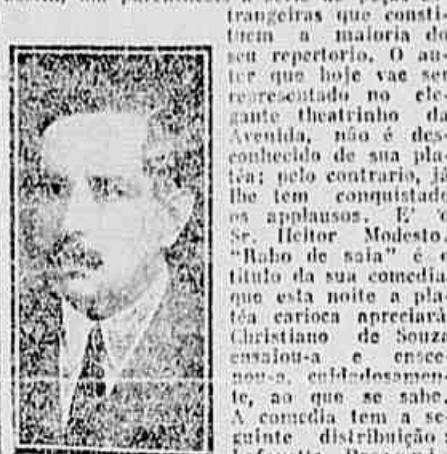 trangeiras que consti
tuem a maioria do
seu repertorio. O au-
tor que hoje vae ser
representado no ele-
gante theatrinho da
Avenida, não é des-
conhecido de sua pla-
téa; pelo contrario, já
lhe tem conquistado
os applausos. E' o
Sr. Heitor Modesto.
"Rabo de saia" é o
titulo da sua comedia
que esta noite a pla-
téa carioca apreciará
Christiano de Souza
ensaiou-a e ensce
nou-a, cuidadosamen-
te, ao que se sabe.
A comedia tem a se-
guinte distribuição: